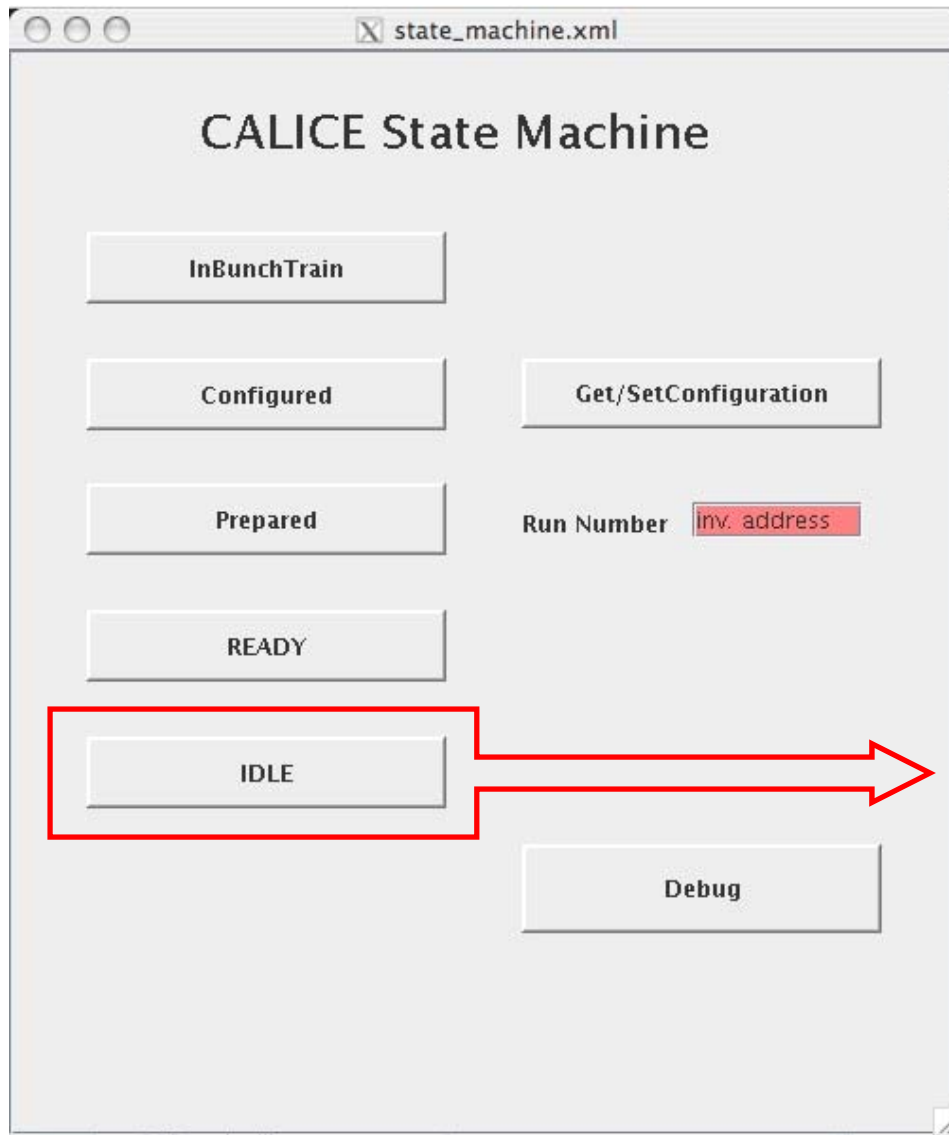 state_machine.xml
CALICE State Machine
InBunchTrain
Configured
Get/SetConfiguration
Prepared
Run Number inv. address
READY
IDLE
Debug